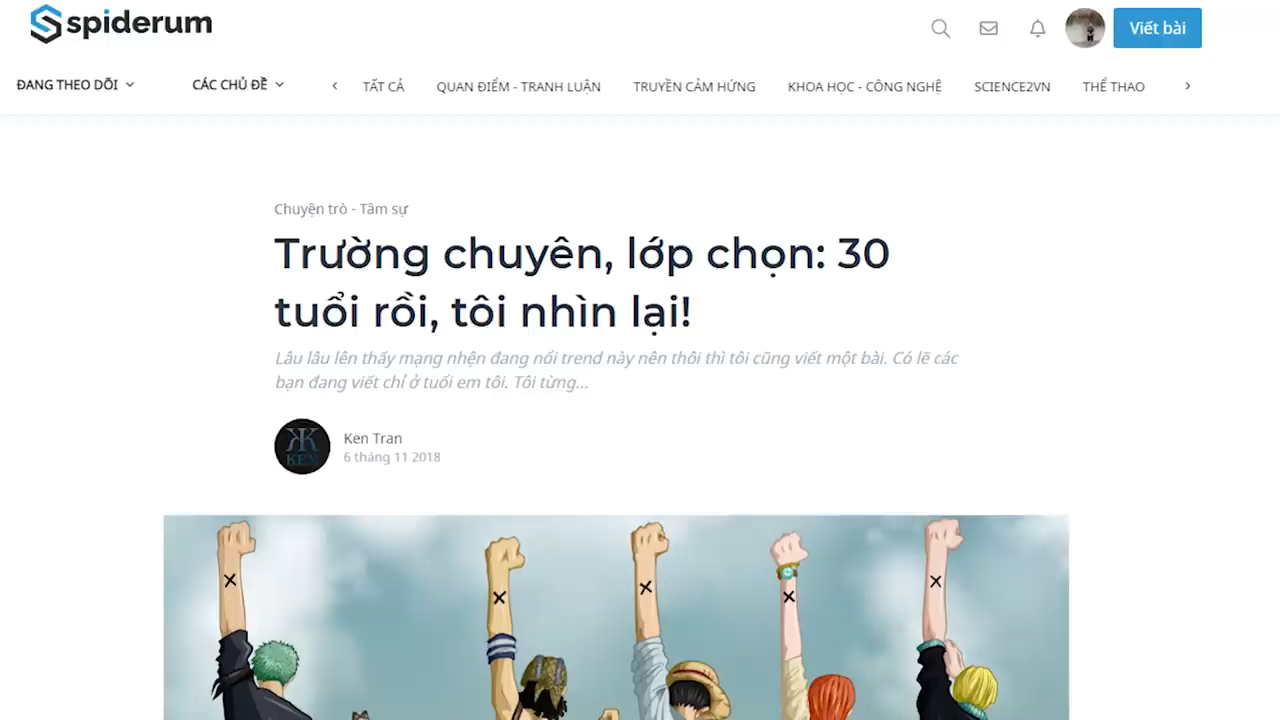 spiderum
Viết bài
ĐANG THEO DÕI
CÁC CHỦ ĐỀ
TẤT CẢ
QUAN ĐIỂM - TRANH LUẬN
TRUYỀN CẢM HỨNG
KHOA HỌC - CÔNG NGHỆ
SCIENCE2VN
THỂ THAO
Chuyện trò - Tâm sự
Trường chuyên, lớp chọn: 30
tuổi rồi, tôi nhìn lại!
Lâu lâu lên thấy mạng nhện đang nổi trend này nên thôi thì tôi cũng viết một bài. Có lẽ các
bạn đang viết chỉ ở tuổi em tôi. Tôi từng...
KEN
Ken Tran
6 tháng 11 2018